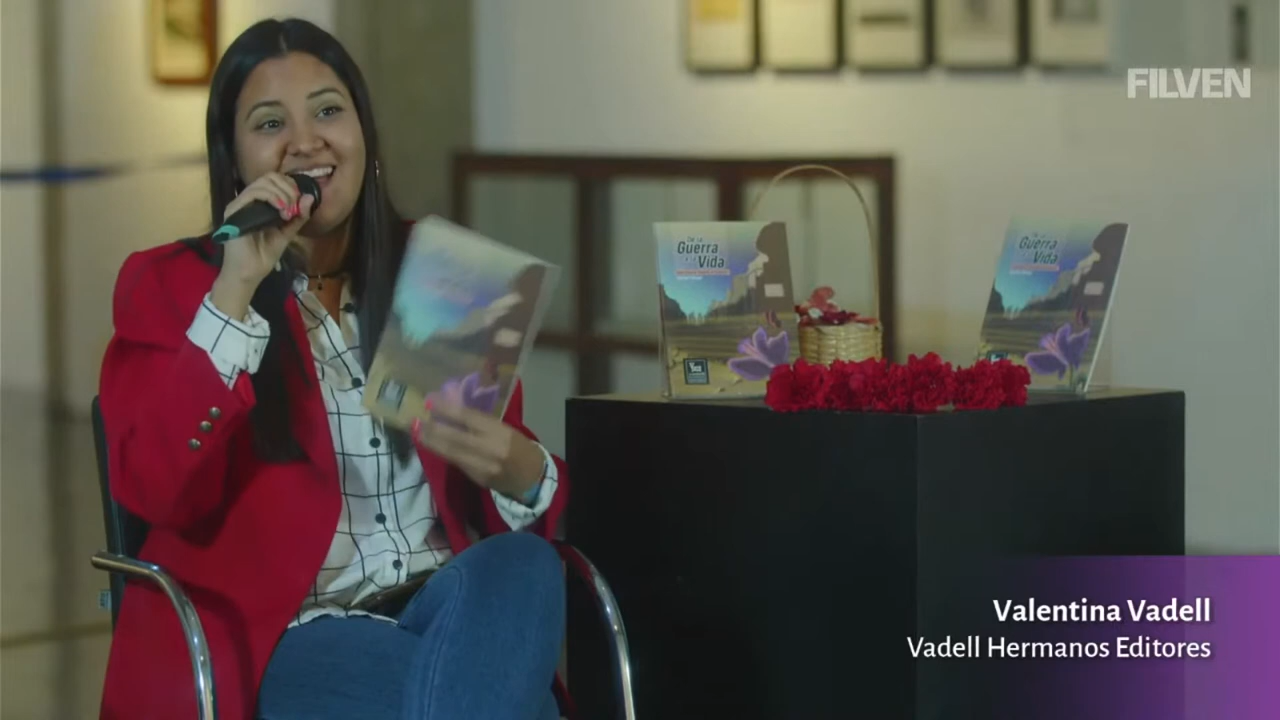 FILVEN
De la
Guerra
a la
Vida
De la
Guerra
a la
Vida
Valentina Vadell
Vadell Hermanos Editores